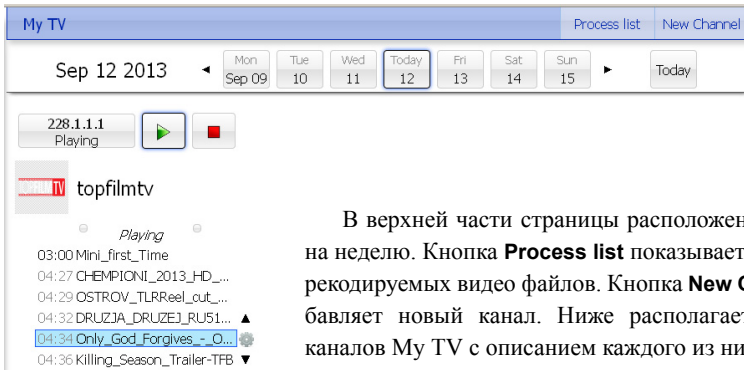 My TV Process list New Channel
Sep 12 2013 ◄ Mon Sep 09 Tue 10 Wed 11 Today 12 Fri 13 Sat 14 Sun 15 ► Today
228.1.1.1
Playing
TOPFILM TV topfilmtv
Playing
03:00 Mini_first_Time
04:27 CHEMPIONI_2013_HD_...
04:29 OSTROV_TLRReel_cut_...
04:32 DRUZJA_DRUZEJ_RU51... ▲
04:34 Only_God_Forgives_-_O...
04:36 Killing_Season_Trailer-TFB ▼
В верхней части страницы расположен
на неделю. Кнопка Process list показывает
рекодируемых видео файлов. Кнопка New
бавляет новый канал. Ниже располагает
каналов My TV с описанием каждого из ни